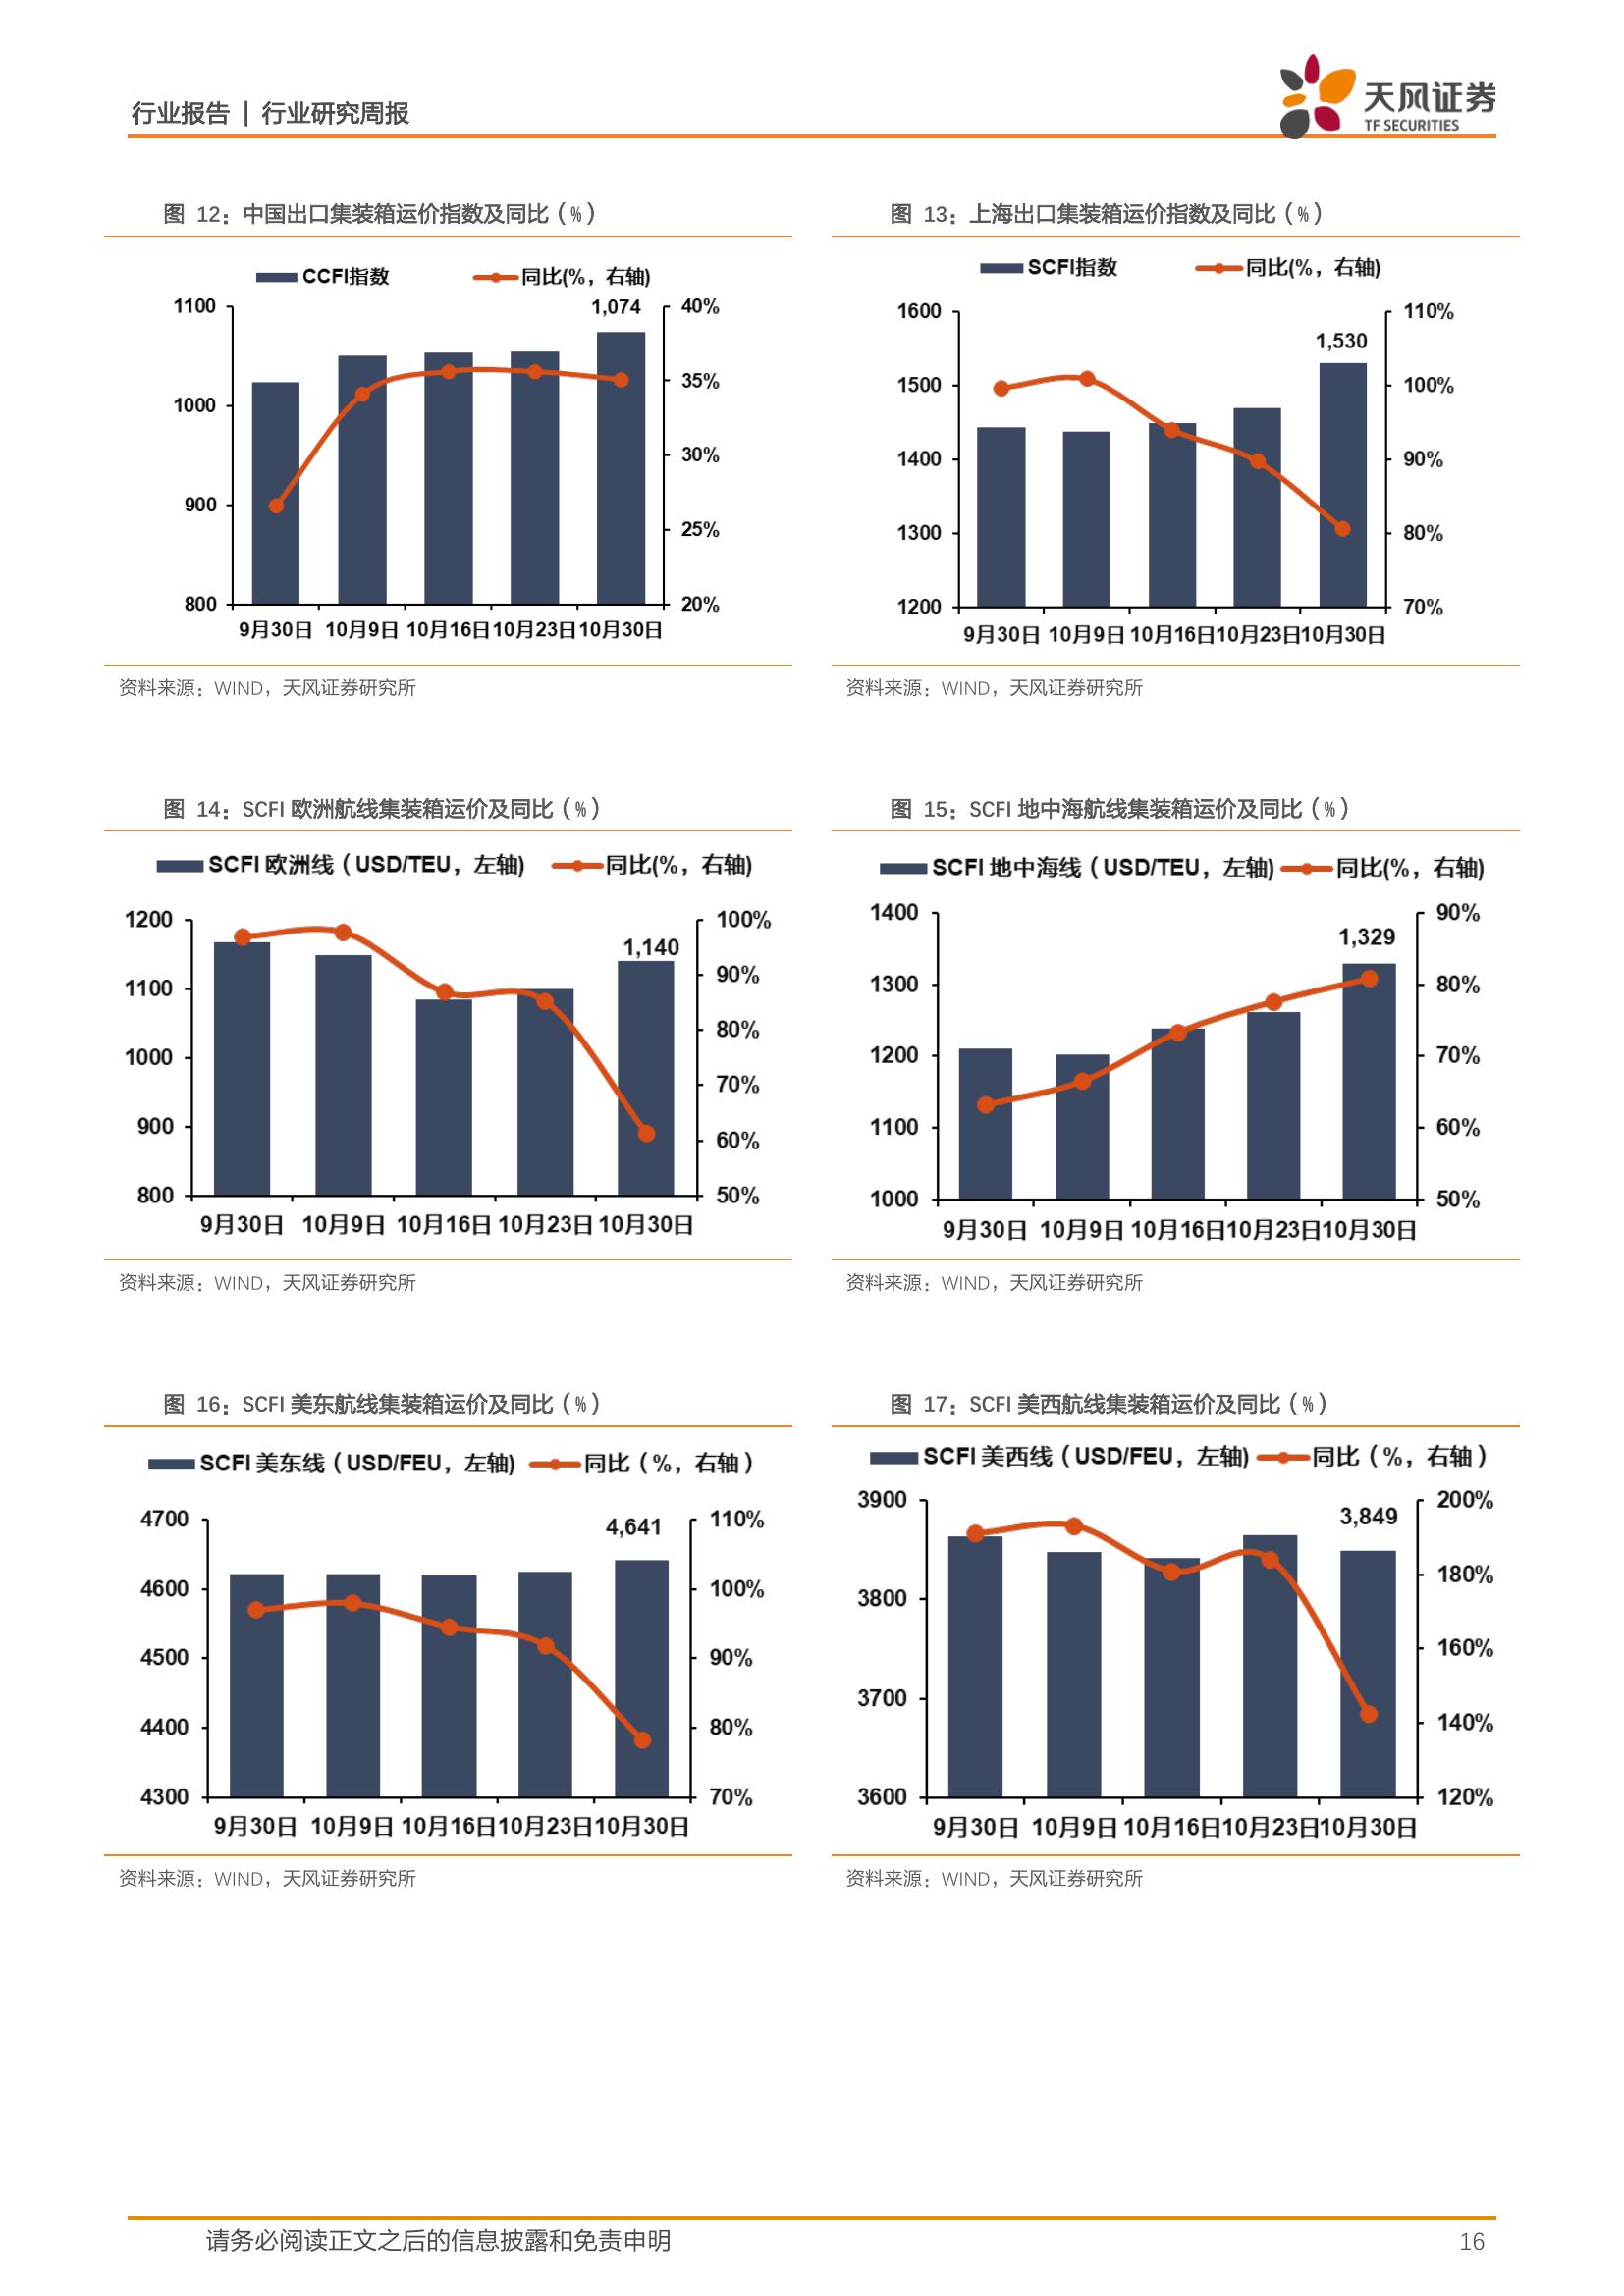 行业报告 | 行业研究周报
天风证券
TF SECURITIES
图 12：中国出口集装箱运价指数及同比（%）
CCFI指数 同比(%，右轴)
1,074
1100
1000
900
800
40%
35%
30%
25%
20%
9月30日 10月9日 10月16日 10月23日 10月30日
资料来源：WIND，天风证券研究所
图 13：上海出口集装箱运价指数及同比（%）
SCFI指数 同比(%，右轴)
1,530
1600
1500
1400
1300
1200
110%
100%
90%
80%
70%
9月30日 10月9日 10月16日 10月23日 10月30日
资料来源：WIND，天风证券研究所
图 14：SCFI 欧洲航线集装箱运价及同比（%）
SCFI 欧洲线（USD/TEU，左轴) 同比(%，右轴)
1,140
1200
1100
1000
900
800
100%
90%
80%
70%
60%
50%
9月30日 10月9日 10月16日 10月23日 10月30日
资料来源：WIND，天风证券研究所
图 15：SCFI 地中海航线集装箱运价及同比（%）
SCFI 地中海线（USD/TEU，左轴) 同比(%，右轴)
1,329
1400
1300
1200
1100
1000
90%
80%
70%
60%
50%
9月30日 10月9日 10月16日 10月23日 10月30日
资料来源：WIND，天风证券研究所
图 16：SCFI 美东航线集装箱运价及同比（%）
SCFI 美东线（USD/FEU，左轴) 同比（%，右轴）
4,641
4700
4600
4500
4400
4300
110%
100%
90%
80%
70%
9月30日 10月9日 10月16日 10月23日 10月30日
资料来源：WIND，天风证券研究所
图 17：SCFI 美西航线集装箱运价及同比（%）
SCFI 美西线（USD/FEU，左轴) 同比（%，右轴）
3,849
3900
3800
3700
3600
200%
180%
160%
140%
120%
9月30日 10月9日 10月16日 10月23日 10月30日
资料来源：WIND，天风证券研究所
请务必阅读正文之后的信息披露和免责申明 16